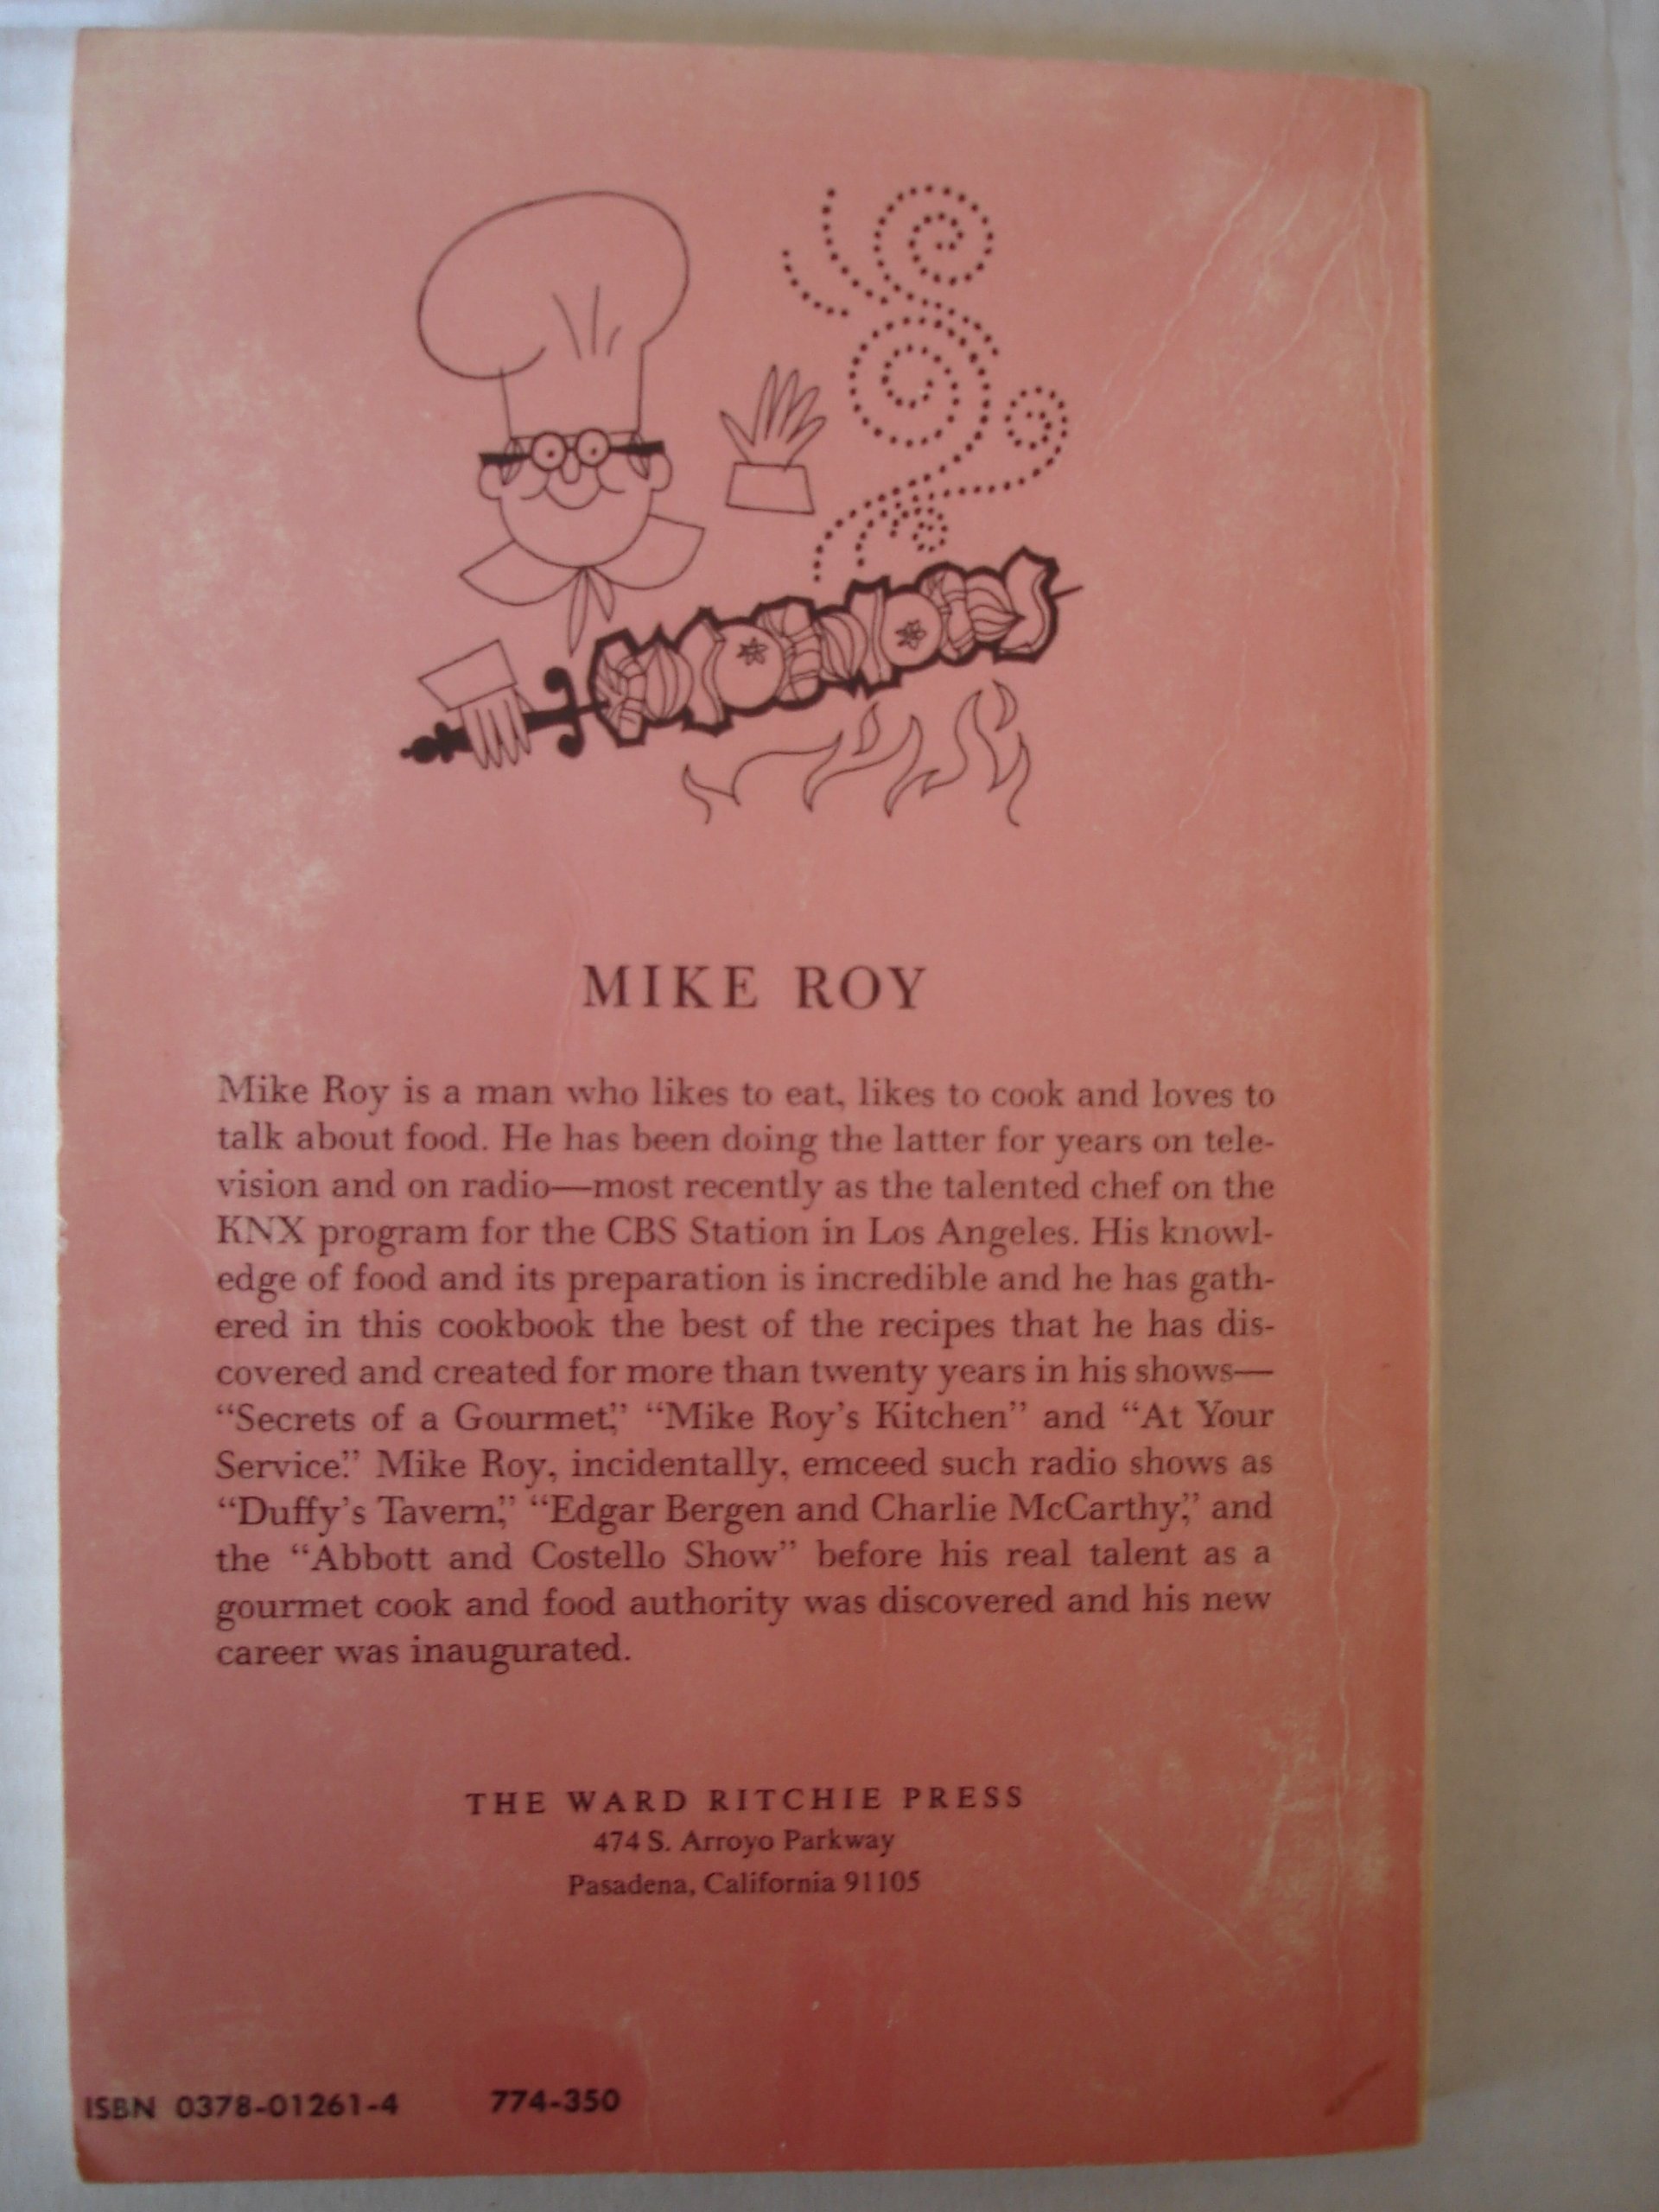 MIKE ROY
Mike Roy is a man who likes to eat, likes to cook and loves to
talk about food. He has been doing the latter for years on tele-
vision and on radio—most recently as the talented chef on the
KNX program for the CBS Station in Los Angeles. His knowl-
edge of food and its preparation is incredible and he has gath-
ered in this cookbook the best of the recipes that he has dis-
covered and created for more than twenty years in his shows—
“Secrets of a Gourmet,” “Mike Roy’s Kitchen” and “At Your
Service.” Mike Roy, incidentally, emceed such radio shows as
“Duffy’s Tavern,” “Edgar Bergen and Charlie McCarthy,” and
the “Abbott and Costello Show” before his real talent as a
gourmet cook and food authority was discovered and his new
career was inaugurated.
THE WARD RITCHIE PRESS
474 S. Arroyo Parkway
Pasadena, California 91105
ISBN 0378-01261-4 774-350